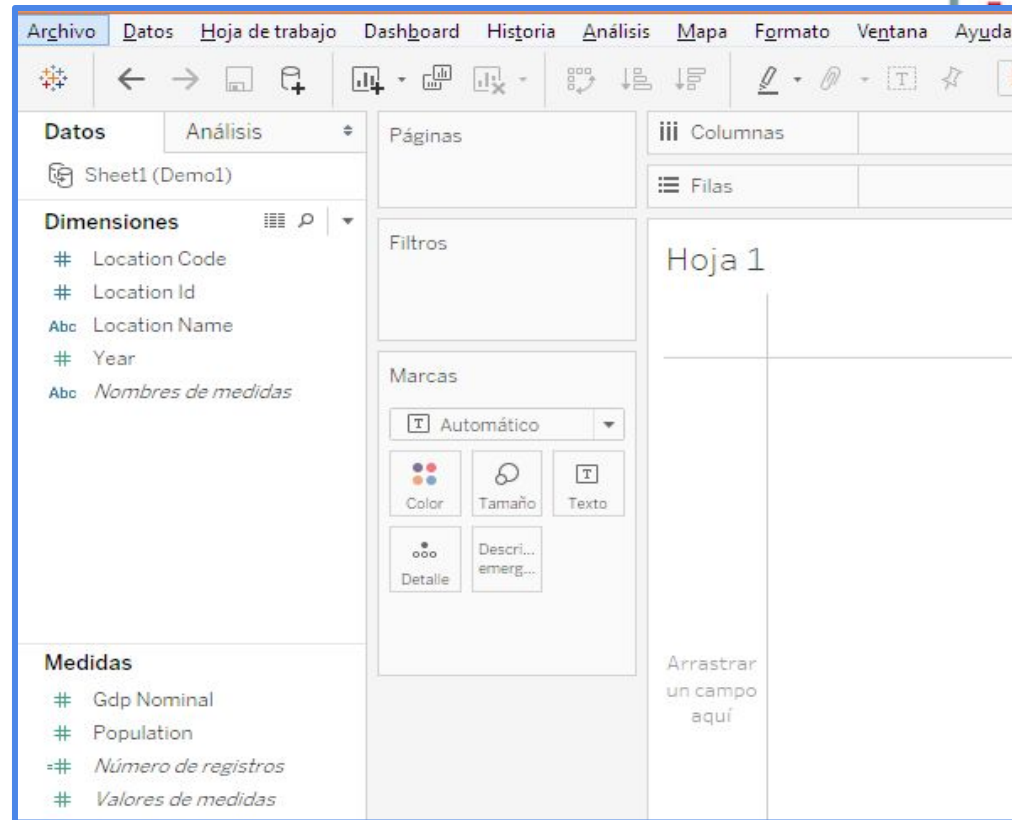 Archivo Datos Hoja de trabajo Dashboard Historia Análisis Mapa Formato Ventana Ayuda
T
Datos Análisis
Sheet1 (Demo1)
Dimensiones
# Location Code
# Location Id
Abc Location Name
# Year
Abc Nombres de medidas
Medidas
# Gdp Nominal
# Population
=# Número de registros
# Valores de medidas
Páginas
Filtros
Marcas
T Automático
Color Tamaño T Texto
Detalle Descri...
emerg...
Columnas
Filas
Hoja 1
Arrastrar
un campo
aquí